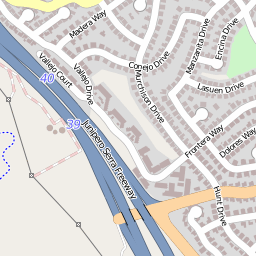 Madera Way
Encina Drive
Manzanita Drive
Vallejo Court
Conejo Drive
40
Vallejo Drive
Murchison Drive
Lasuen Drive
39
Junipero Serra Freeway
Frontera Way
Dolores Way
Hunt Drive